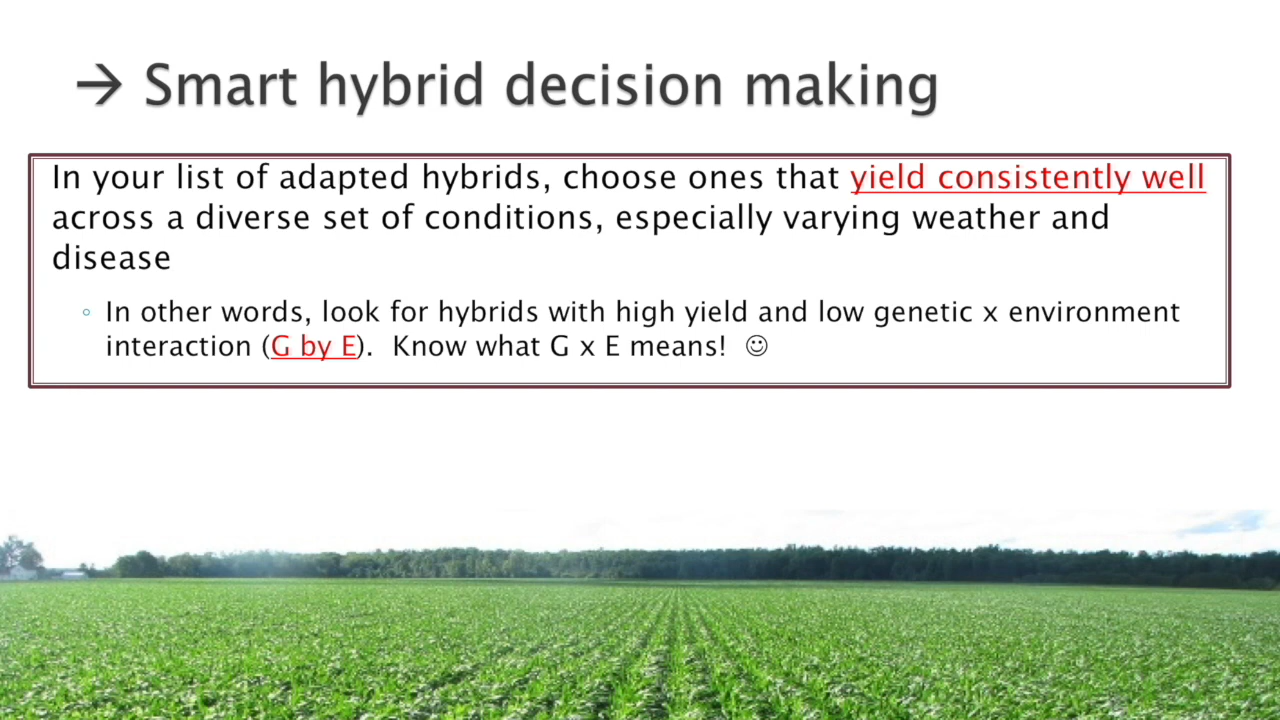 → Smart hybrid decision making
In your list of adapted hybrids, choose ones that yield consistently well
across a diverse set of conditions, especially varying weather and
disease
◦ In other words, look for hybrids with high yield and low genetic x environment
interaction (G by E).  Know what G x E means!  ☺